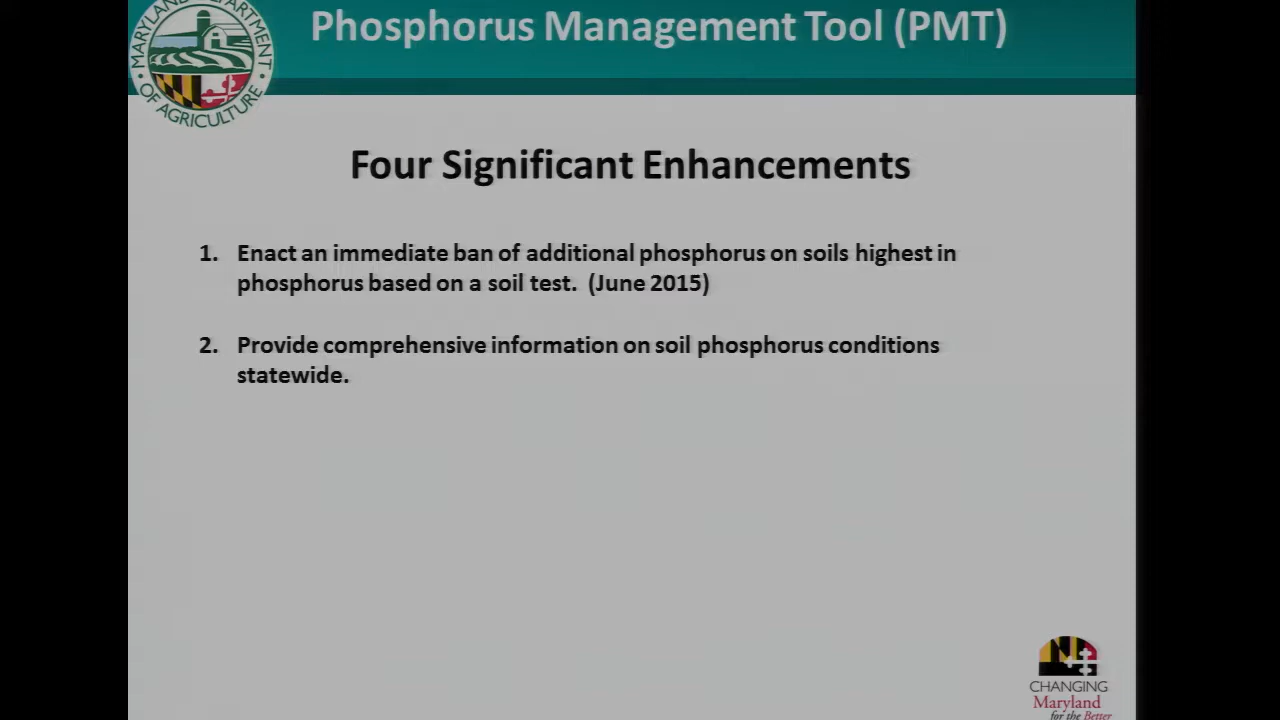 Phosphorus Management Tool (PMT)
MARYLAND DEPARTMENT
OF AGRICULTURE
Four Significant Enhancements
1. Enact an immediate ban of additional phosphorus on soils highest in
phosphorus based on a soil test. (June 2015)
2. Provide comprehensive information on soil phosphorus conditions
statewide.
CHANGING
Maryland
for the Better